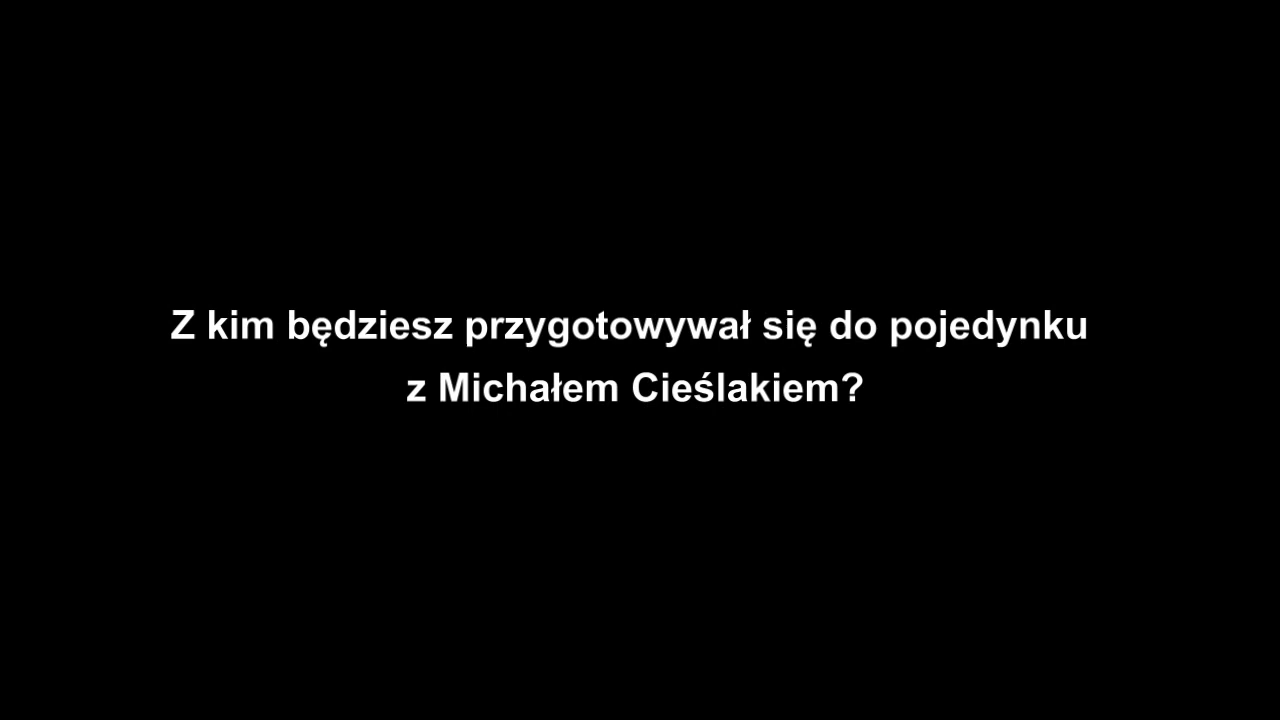 Z kim będziesz przygotowywał się do pojedynku
z Michałem Cieślakiem?